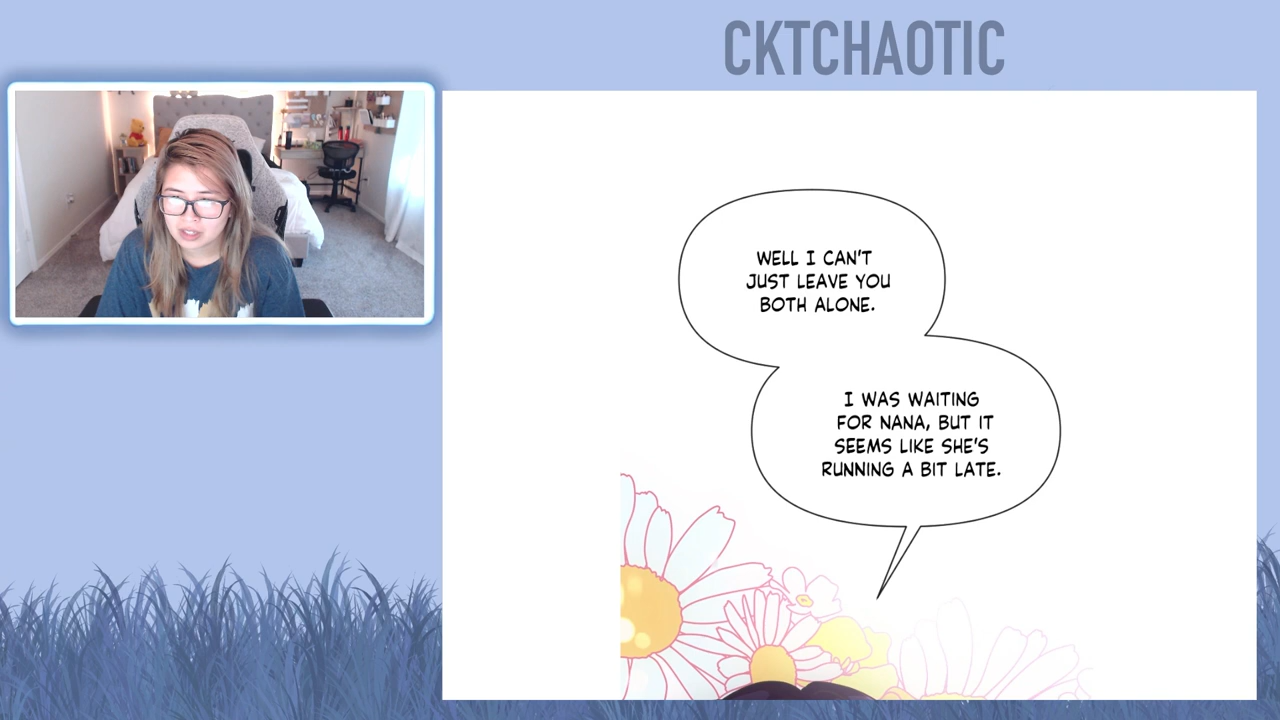 CKTCHAOTIC
WELL I CAN'T
JUST LEAVE YOU
BOTH ALONE.
I WAS WAITING
FOR NANA, BUT IT
SEEMS LIKE SHE'S
RUNNING A BIT LATE.